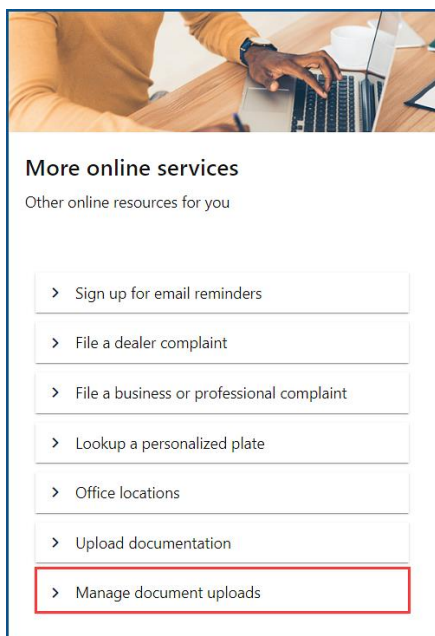 More online services
Other online resources for you
Sign up for email reminders
File a dealer complaint
File a business or professional complaint
Lookup a personalized plate
Office locations
Upload documentation
Manage document uploads